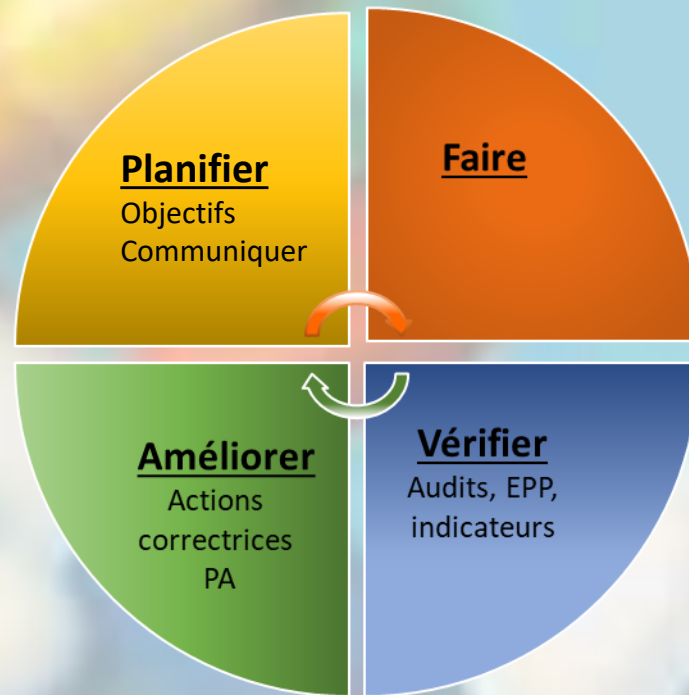 Planifier
Objectifs
Communiquer
Faire
Améliorer
Actions
correctrices
PA
Vérifier
Audits, EPP,
indicateurs